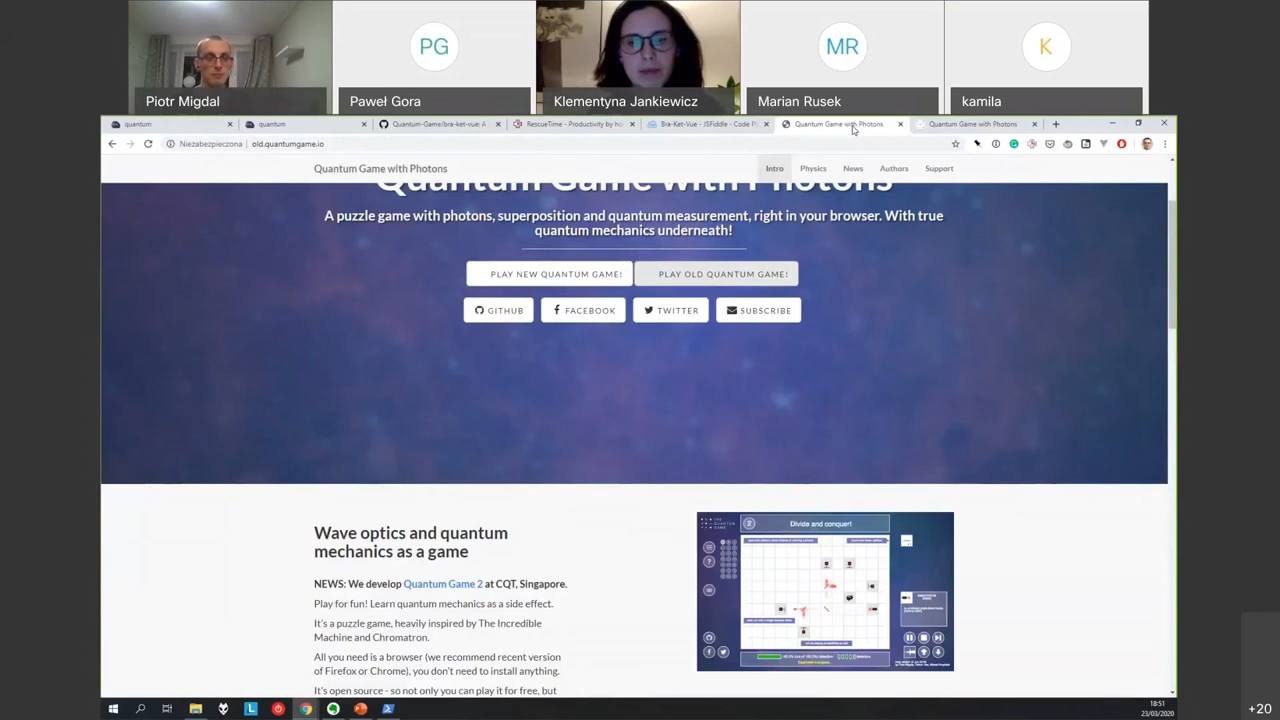 PG
MR
K
Piotr Migdal
Paweł Gora
Klementyna Jankiewicz
Marian Rusek
kamila
quantum
quantum
Quantum-Game/bra-ket-vue: A
RescueTime - Productivity by ho
Bra-Ket-Vue - JSFiddle - Code P
Quantum Game with Photons
Quantum Game with Photons
Niezabezpieczona
old.quantumgame.io
Quantum Game with Photons
Intro
Physics
News
Authors
Support
Quantum Game with Photons
A puzzle game with photons, superposition and quantum measurement, right in your browser. With true
quantum mechanics underneath!
PLAY NEW QUANTUM GAME!
PLAY OLD QUANTUM GAME!
GITHUB
FACEBOOK
TWITTER
SUBSCRIBE
Wave optics and quantum
mechanics as a game
NEWS: We develop Quantum Game 2 at CQT, Singapore.
Play for fun! Learn quantum mechanics as a side effect.
It's a puzzle game, heavily inspired by The Incredible
Machine and Chromatron.
All you need is a browser (we recommend recent version
of Firefox or Chrome), you don't need to install anything.
It's open source - so not only you can play it for free, but
2
Divide and conquer!
18:51
23/03/2020
+20